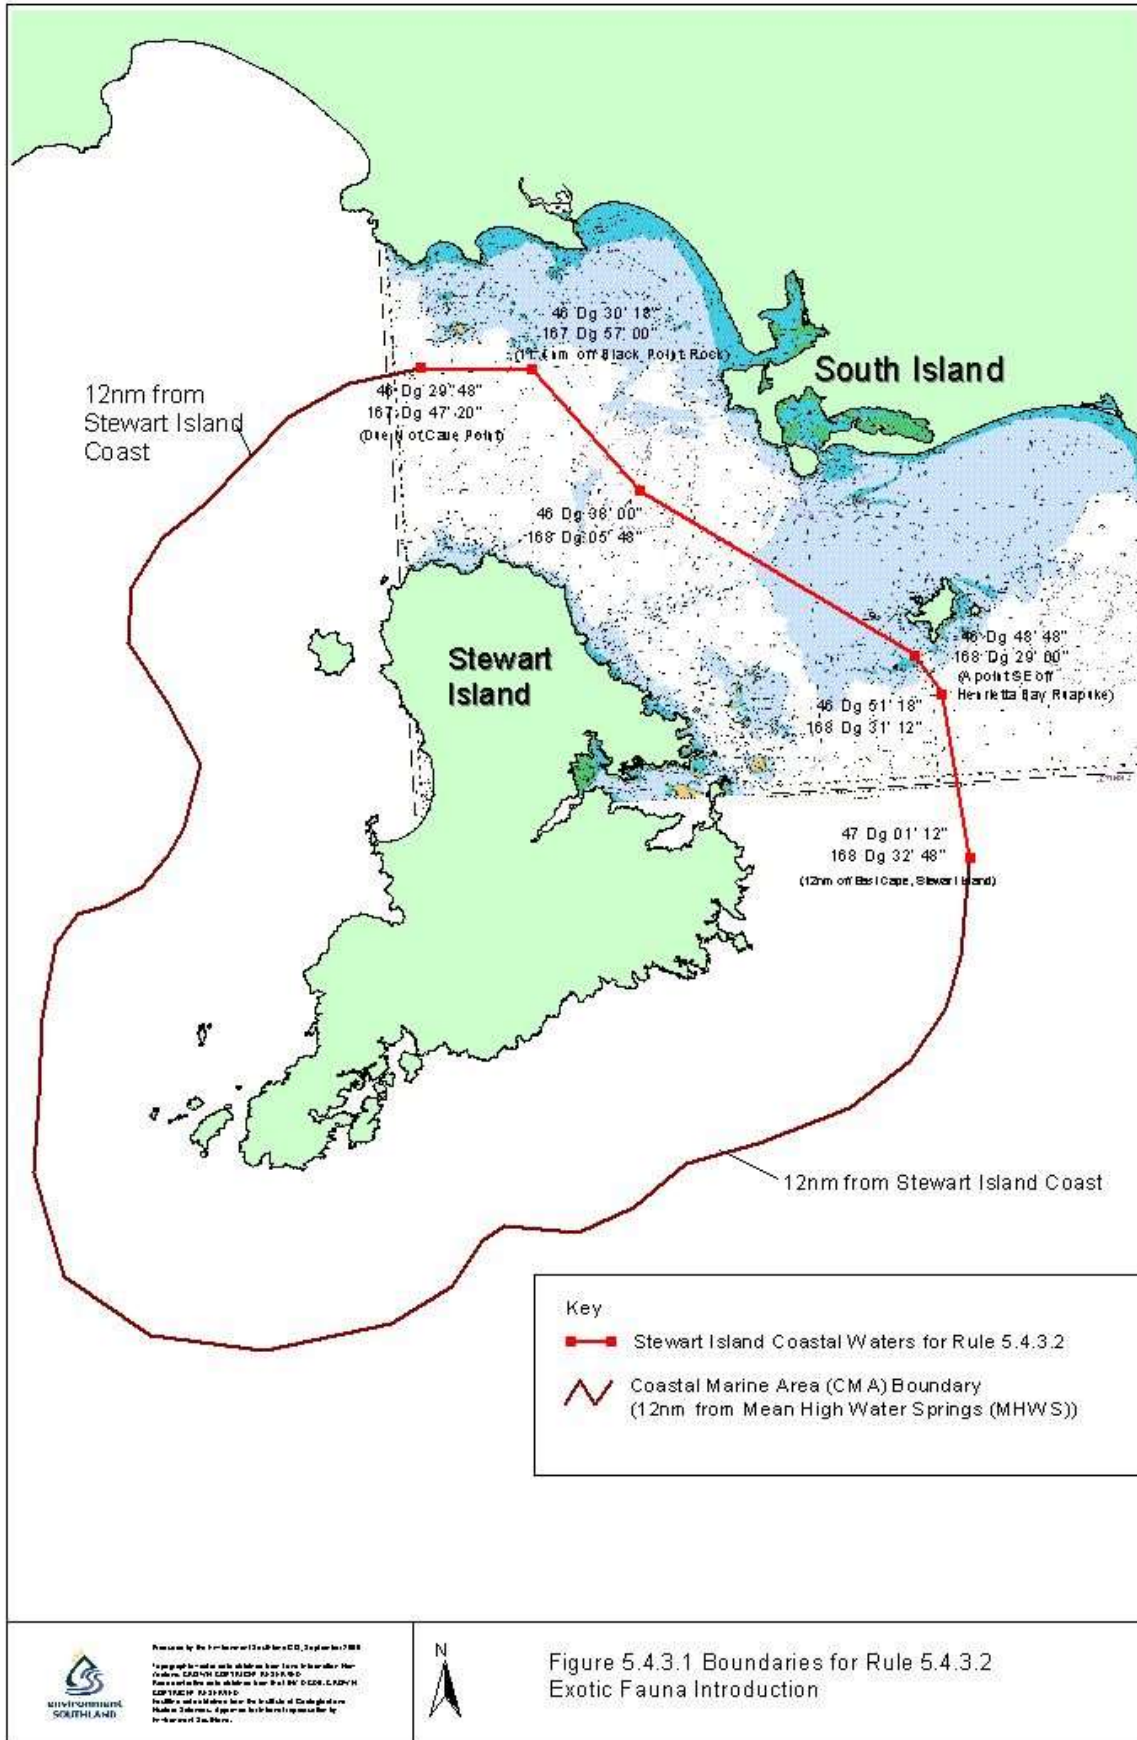 46 Dg 30' 18"
167 Dg 57' 00"
off Black Point Rock)
South Island
12nm from
Stewart Island
Coast
46 Dg 29' 48"
167 Dg 47' 20"
(Due N of Cave Point)
46 Dg 38' 00"
168 Dg 05' 48"
Stewart
Island
46 Dg 48' 48"
168 Dg 29' 00"
(A point SE off
Henrietta Bay Ruapuke)
46 Dg 51' 18"
168 Dg 31' 12"
47 Dg 01' 12"
168 Dg 32' 48"
(12nm off East Cape, Stewart Island)
12nm from Stewart Island Coast
Key
Stewart Island Coastal Waters for Rule 5.4.3.2
Coastal Marine Area (CMA) Boundary
(12nm from Mean High Water Springs (MHWS))
environment
SOUTHLAND
N
Figure 5.4.3.1 Boundaries for Rule 5.4.3.2
Exotic Fauna Introduction